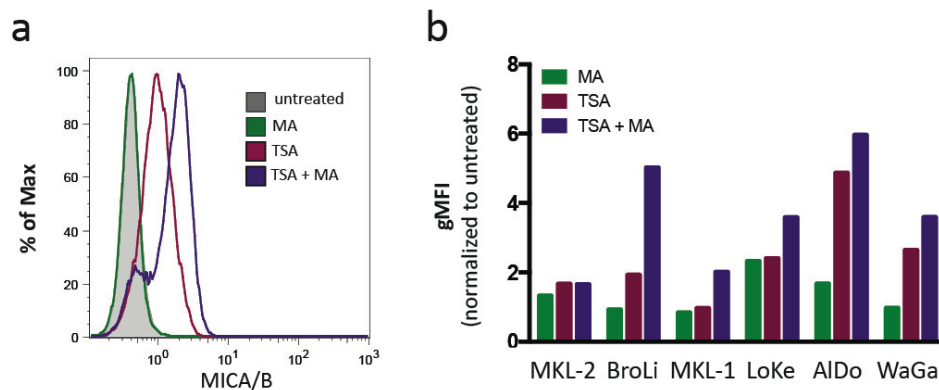 a
% of Max
100
80
60
40
20
0
10⁰
10¹
10²
10³
MICA/B
untreated
MA
TSA
TSA + MA
b
gMFI
(normalized to untreated)
8
6
4
2
0
MA
TSA
TSA + MA
MKL-2 BroLi MKL-1 LoKe AlDo WaGa